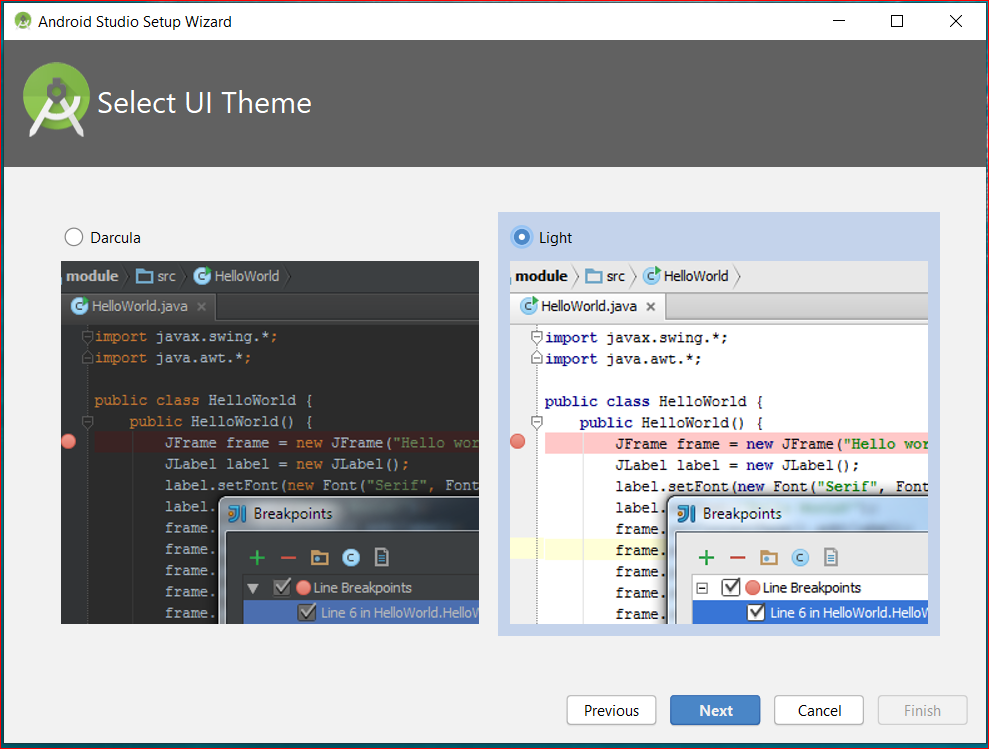 Android Studio Setup Wizard
Select UI Theme
Darcula
module src HelloWorld
HelloWorld.java
import javax.swing.*;
import java.awt.*;
public class HelloWorld {
public HelloWorld() {
JFrame frame = new JFrame("Hello wor
JLabel label = new JLabel();
label.setFont(new Font("Serif", Font
label.
frame.
frame.
frame.
frame.
frame.
Breakpoints
Line Breakpoints
Line 6 in HelloWorld.HelloW
Light
module src HelloWorld
HelloWorld.java
import javax.swing.*;
import java.awt.*;
public class HelloWorld {
public HelloWorld() {
JFrame frame = new JFrame("Hello wor
JLabel label = new JLabel();
label.setFont(new Font("Serif", Font
label.
frame.
frame.
frame.
frame.
frame.
Breakpoints
Line Breakpoints
Line 6 in HelloWorld.HelloW
Previous Next Cancel Finish